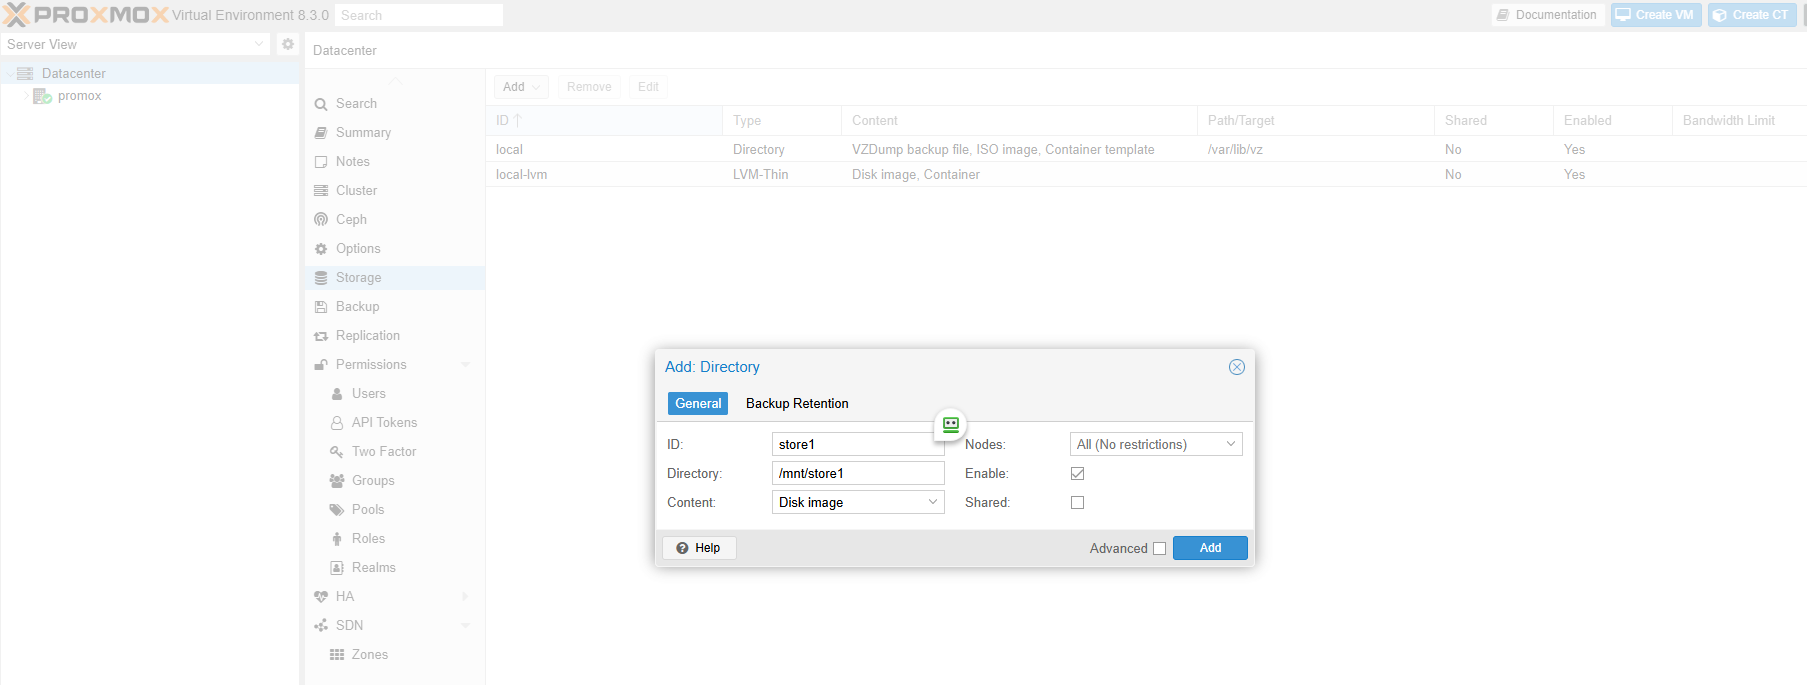 PROXMOX Virtual Environment 8.3.0 Search Documentation Create VM Create CT
Server View
Datacenter
promox
Datacenter
Search
Summary
Notes
Cluster
Ceph
Options
Storage
Backup
Replication
Permissions
Users
API Tokens
Two Factor
Groups
Pools
Roles
Realms
HA
SDN
Zones
Add Remove Edit
ID Type Content Path/Target Shared Enabled Bandwidth Limit
local Directory VZDump backup file, ISO image, Container template /var/lib/vz No Yes
local-lvm LVM-Thin Disk image, Container No Yes
Add: Directory
General Backup Retention
ID: store1 Nodes: All (No restrictions)
Directory: /mnt/store1 Enable:
Content: Disk image Shared:
Help Advanced Add